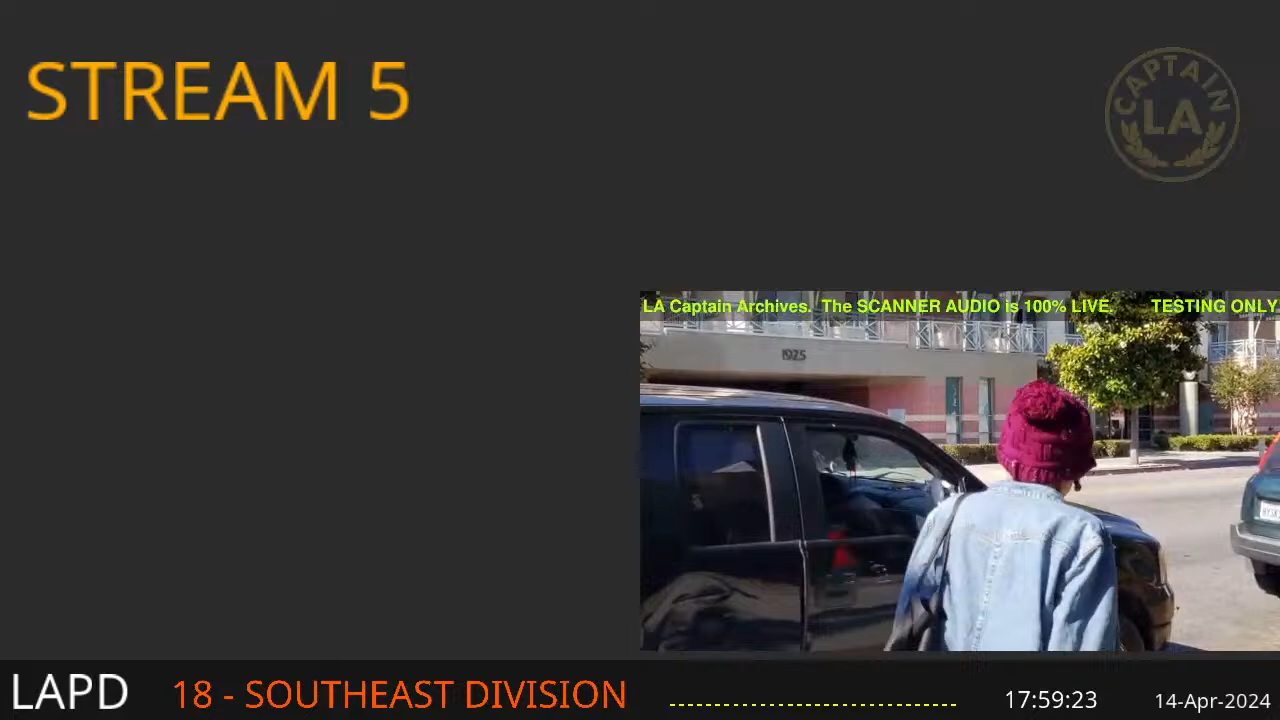 STREAM 5
CAPTAIN
LA
LA Captain Archives. The SCANNER AUDIO is 100% LIVE. TESTING ONLY
1925
LAPD 18 - SOUTHEAST DIVISION 17:59:23 14-Apr-2024